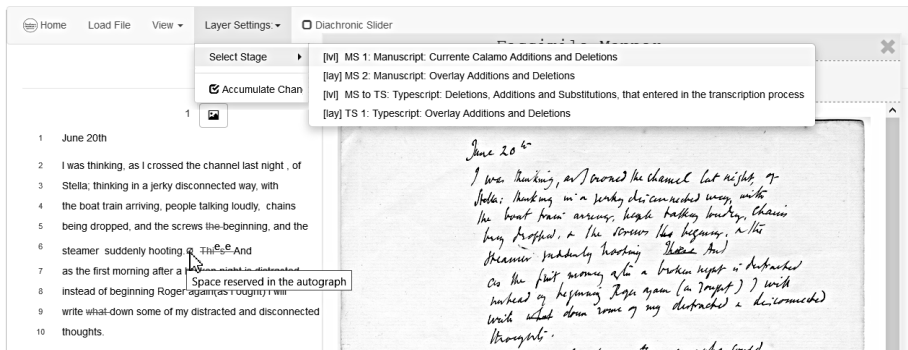 Home Load File View Layer Settings: Diachronic Slider
Select Stage
Accumulate Chan
[lvl] MS 1: Manuscript: Currente Calamo Additions and Deletions
[lay] MS 2: Manuscript: Overlay Additions and Deletions
[lvl] MS to TS: Typescript: Deletions, Additions and Substitutions, that entered in the transcription process
[lay] TS 1: Typescript: Overlay Additions and Deletions
1
1 June 20th
2 I was thinking, as I crossed the channel last night , of
3 Stella; thinking in a jerky disconnected way, with
4 the boat train arriving, people talking loudly, chains
5 being dropped, and the screws the beginning, and the
6 steamer suddenly hooting. And
7 as the first morning after a broken night is distracted
Space reserved in the autograph
8 instead of beginning Roger again(as I ought) I will
9 write what down some of my distracted and disconnected
10 thoughts.
June 20th
I was thinking, as I crossed the channel last night, of
Stella; thinking in a jerky disconnected way, with
the boat train arriving, people talking loudly, chains
being dropped, & the screws the beginning, & the
steamer suddenly hooting And
as the first morning after a broken night is distracted
instead of beginning Roger again (as I ought) I will
write what down some of my distracted & disconnected
thoughts.